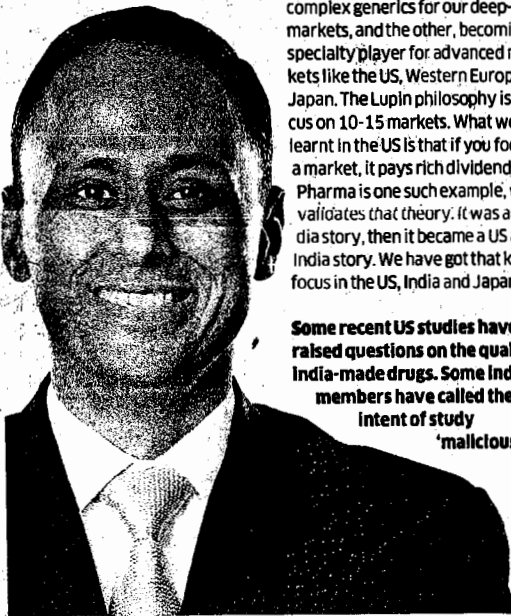 complex generics for our deep-
markets, and the other, becomi
specialty player for advanced r
kets like the US, Western Europ
Japan. The Lupin philosophy is
cus on 10-15 markets. What we
learnt in the US is that if you foc
a market, it pays rich dividend
Pharma is one such example,
validates that theory. It was a
dia story, then it became a US
India story. We have got that k
focus in the US, India and Japan
Some recent US studies have
raised questions on the qual
India-made drugs. Some Ind
members have called the
intent of study
'malicious